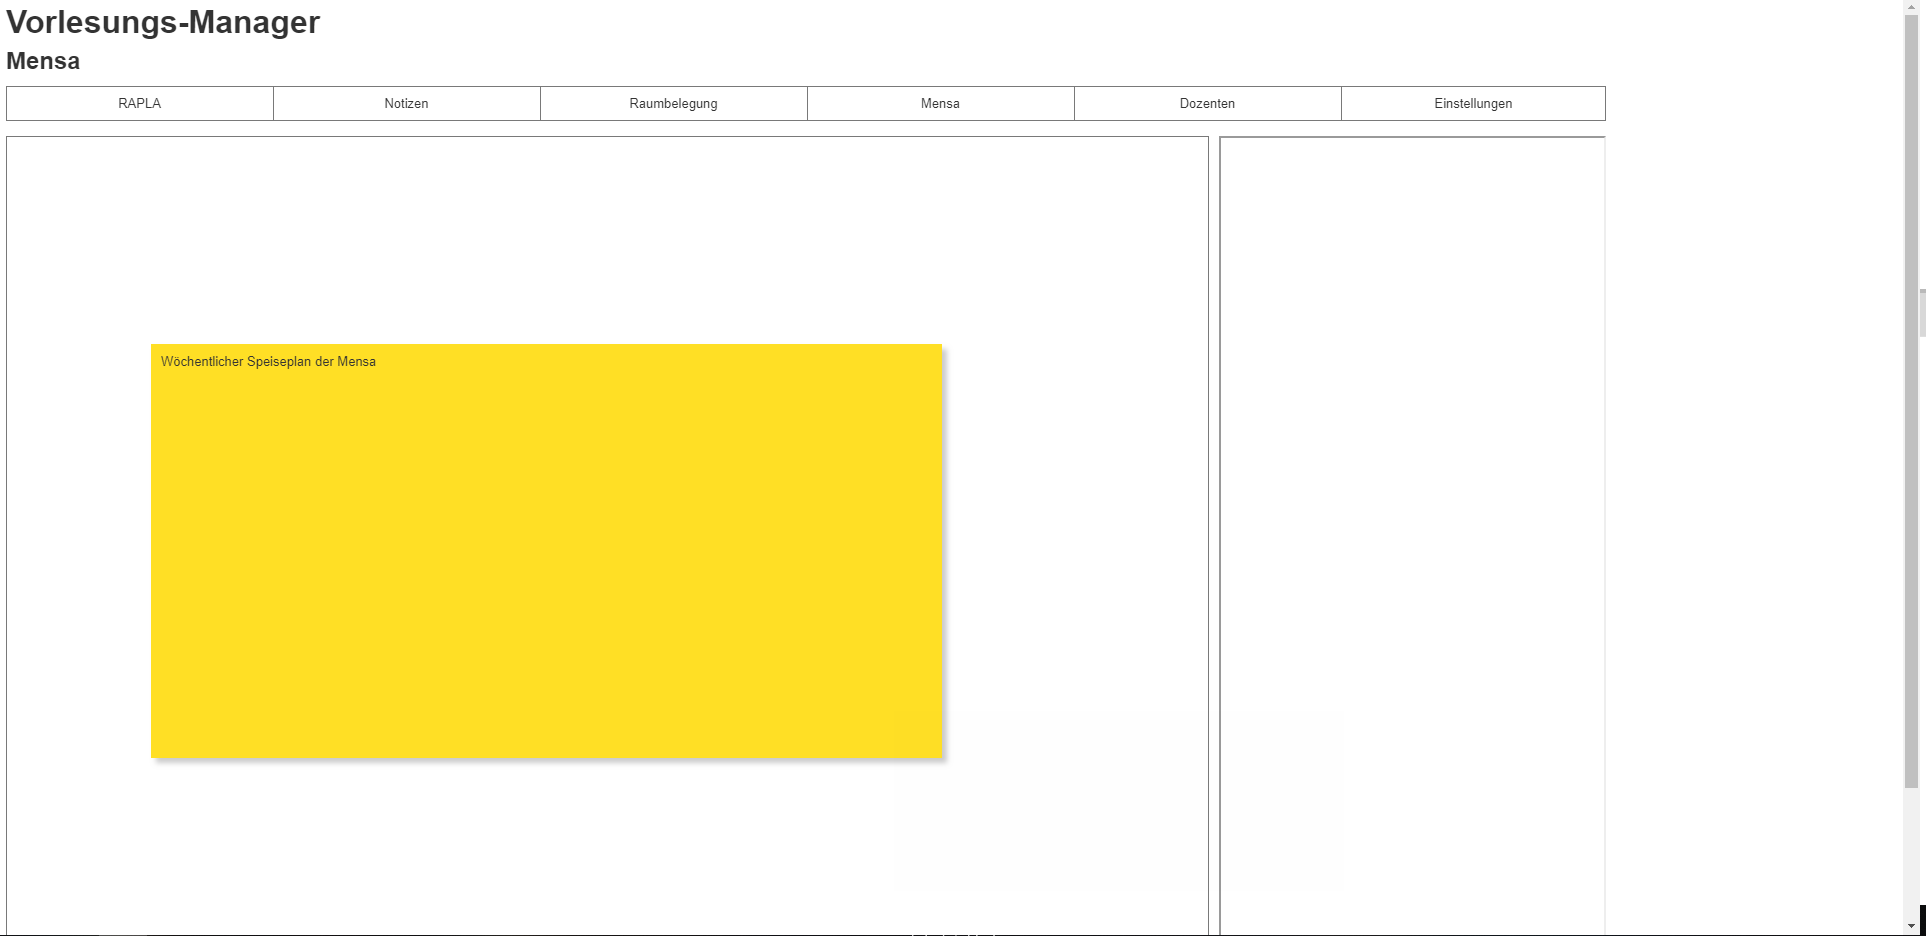 Vorlesungs-Manager
Mensa
RAPLA Notizen Raumbelegung Mensa Dozenten Einstellungen
Wöchentlicher Speiseplan der Mensa